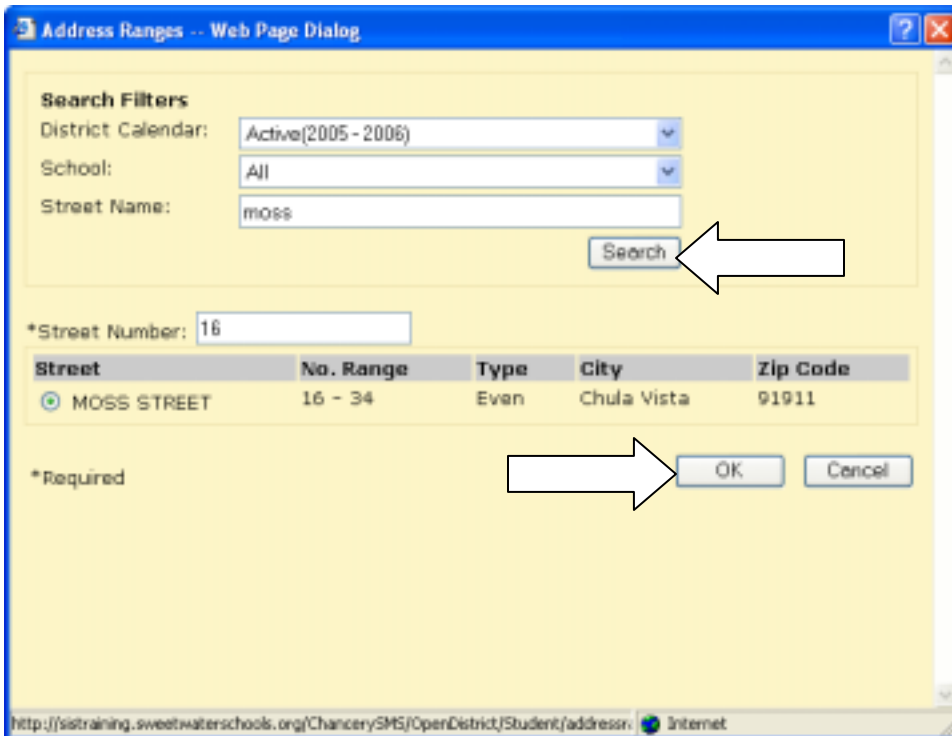 Address Ranges -- Web Page Dialog
Search Filters
District Calendar: Active(2005 - 2006)
School: All
Street Name: moss
Search
*Street Number: 16
Street No. Range Type City Zip Code
MOSS STREET 16 - 34 Even Chula Vista 91911
*Required OK Cancel
http://sistraining.sweetwaterschools.org/ChancerySMS/OpenDistrict/Student/addressra Internet